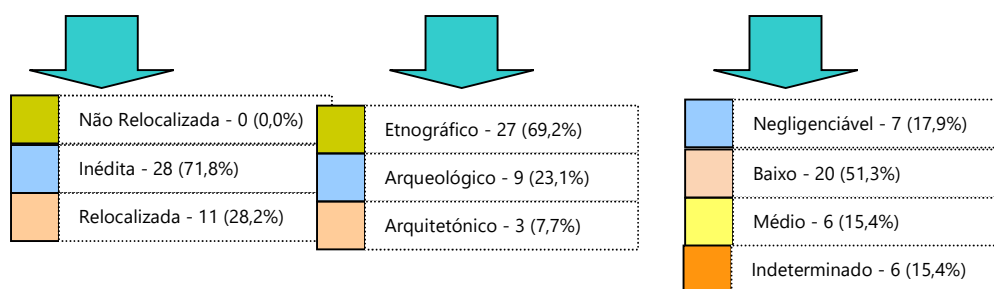 Não Relocalizada - 0 (0,0%)
Inédita - 28 (71,8%)
Relocalizada - 11 (28,2%)
Etnográfico - 27 (69,2%)
Arqueológico - 9 (23,1%)
Arquitetónico - 3 (7,7%)
Negligenciável - 7 (17,9%)
Baixo - 20 (51,3%)
Médio - 6 (15,4%)
Indeterminado - 6 (15,4%)